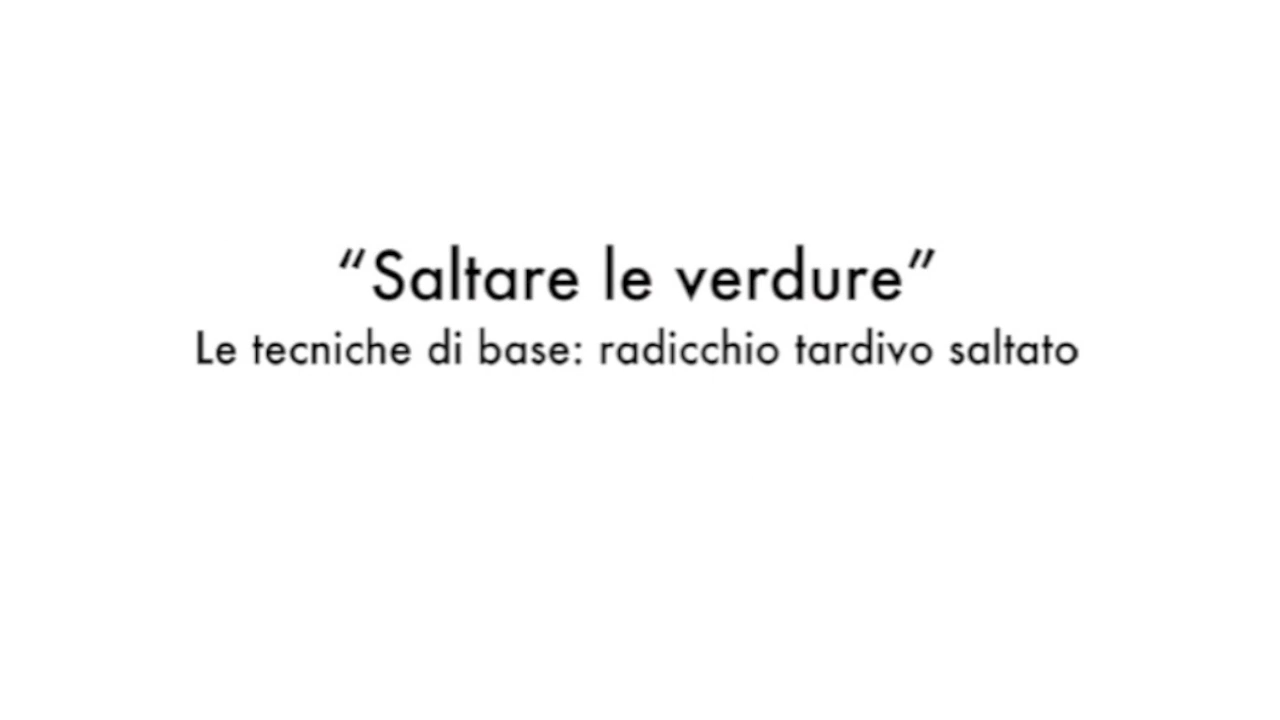 “Saltare le verdure”
Le tecniche di base: radicchio tardivo saltato